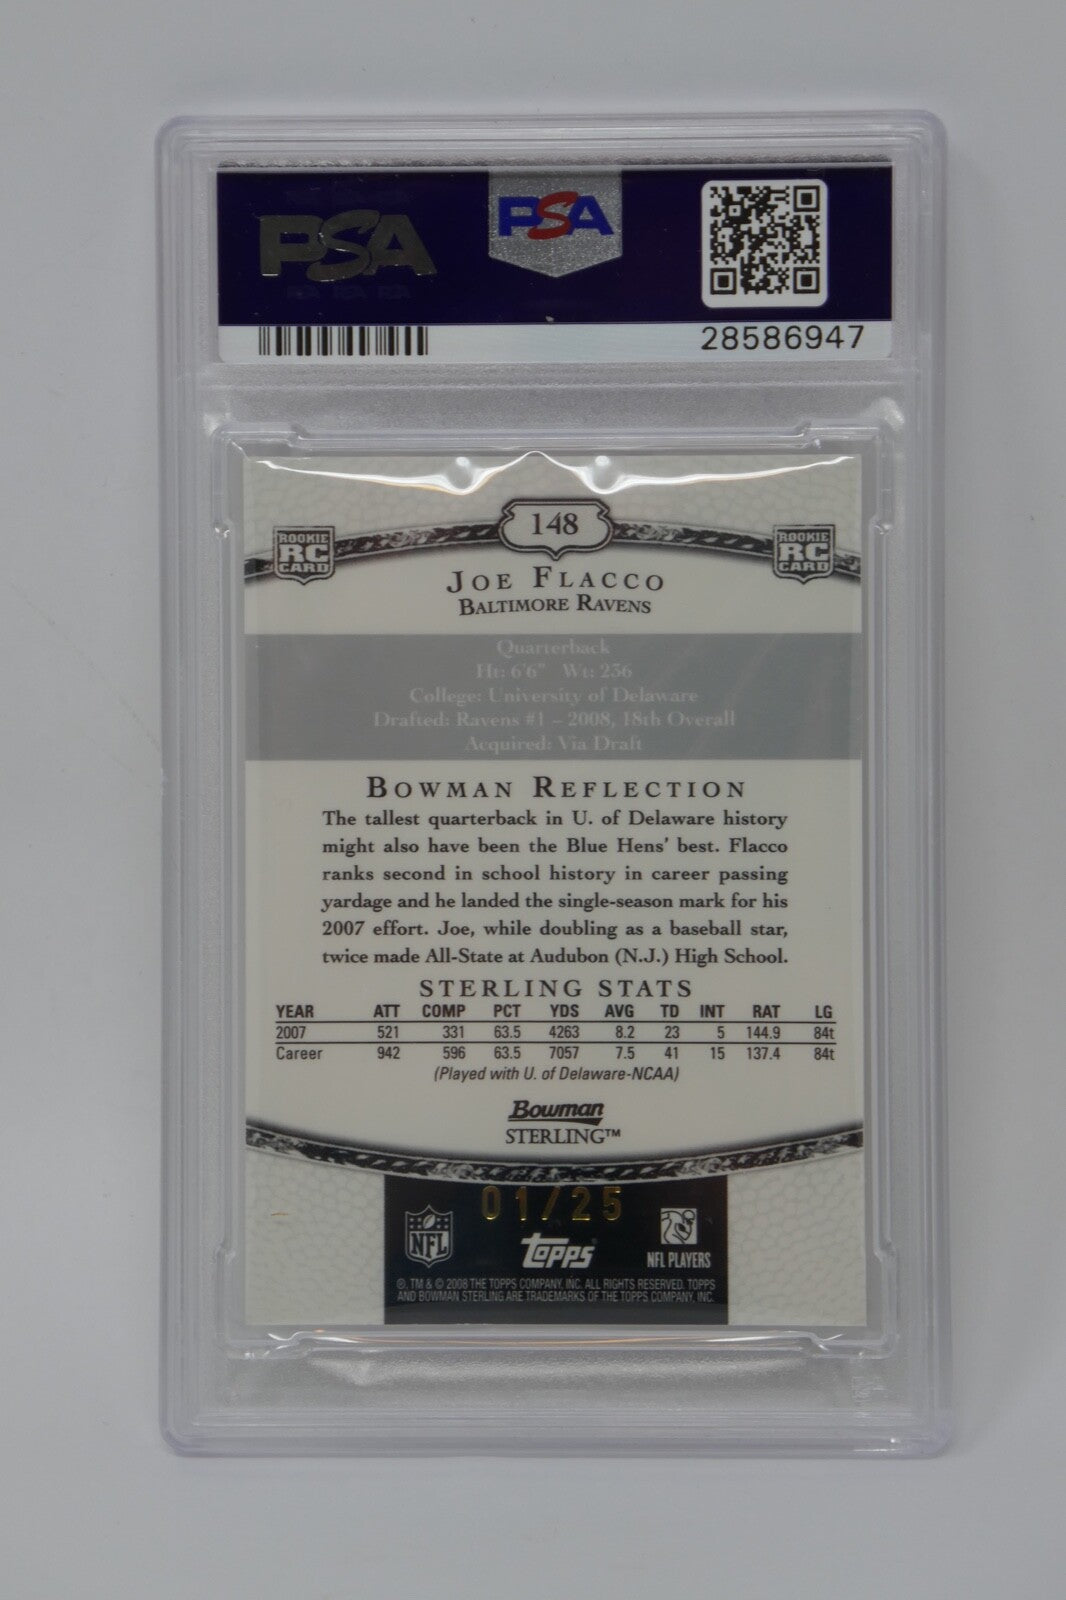 PSA
PSA
28586947
148
ROOKIE
RC
CARD
ROOKIE
RC
CARD
JOE FLACCO
BALTIMORE RAVENS
Quarterback
Ht: 6'6" Wt: 236
College: University of Delaware
Drafted: Ravens #1 – 2008, 18th Overall
Acquired: Via Draft
BOWMAN REFLECTION
The tallest quarterback in U. of Delaware history
might also have been the Blue Hens' best. Flacco
ranks second in school history in career passing
yardage and he landed the single-season mark for his
2007 effort. Joe, while doubling as a baseball star,
twice made All-State at Audubon (N.J.) High School.
STERLING STATS
YEAR ATT COMP PCT YDS AVG TD INT RAT LG
2007 521 331 63.5 4263 8.2 23 5 144.9 84t
Career 942 596 63.5 7057 7.5 41 15 137.4 84t
(Played with U. of Delaware-NCAA)
Bowman
STERLING™
01/25
NFL
Topps
NFL PLAYERS
®, TM & © 2008 THE TOPPS COMPANY, INC. ALL RIGHTS RESERVED. TOPPS
AND BOWMAN STERLING ARE TRADEMARKS OF THE TOPPS COMPANY, INC.